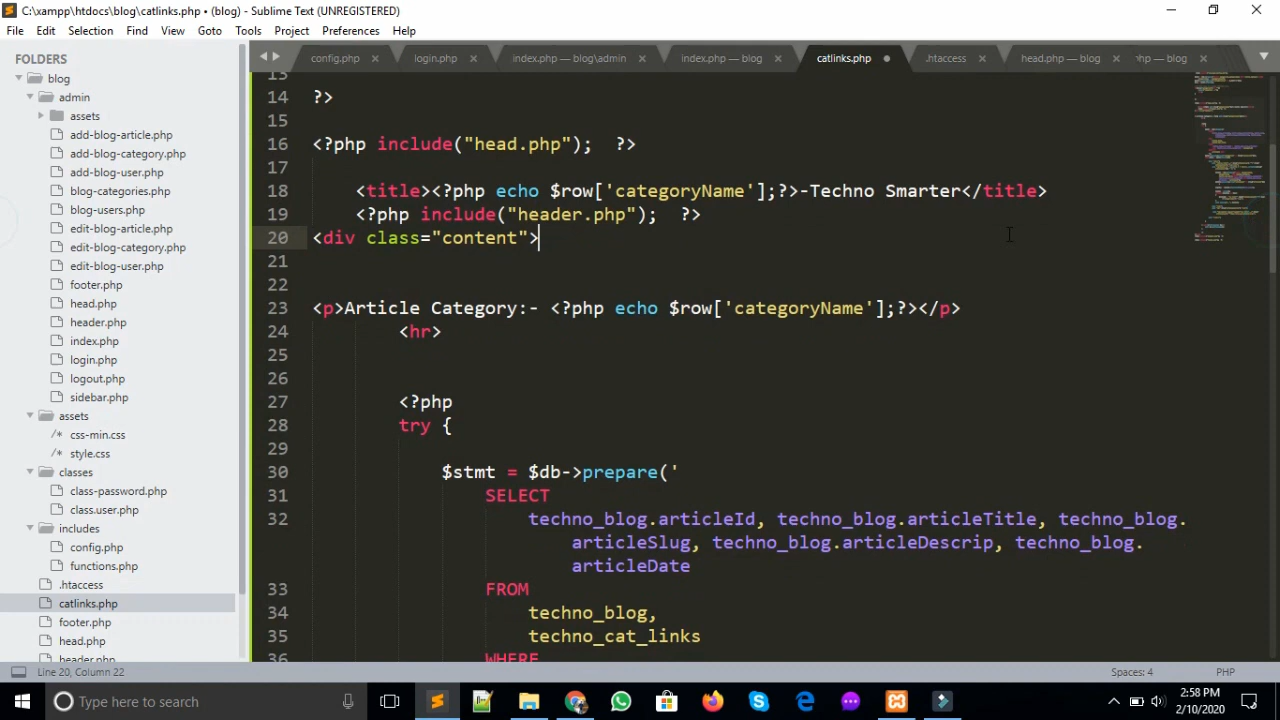 C:\xampp\htdocs\blog\catlinks.php • (blog) - Sublime Text (UNREGISTERED)
File Edit Selection Find View Goto Tools Project Preferences Help
FOLDERS
blog
admin
assets
add-blog-article.php
add-blog-category.php
add-blog-user.php
blog-categories.php
blog-users.php
edit-blog-article.php
edit-blog-category.php
edit-blog-user.php
footer.php
head.php
header.php
index.php
login.php
logout.php
sidebar.php
assets
/* css-min.css
/* style.css
classes
class-password.php
class.user.php
includes
config.php
functions.php
.htaccess
catlinks.php
footer.php
head.php
header.php
config.php × login.php × index.php — blog\admin × index.php — blog × catlinks.php .htaccess × head.php — blog × hp — blog ×
13
14 ?>
15
16 <?php include("head.php");  ?>
17
18 <title><?php echo $row['categoryName'];?>-Techno Smarter</title>
19 <?php include("header.php");  ?>
20 <div class="content">
21
22
23 <p>Article Category:- <?php echo $row['categoryName'];?></p>
24 <hr>
25
26
27 <?php
28 try {
29
30 $stmt = $db->prepare('
31 SELECT
32 techno_blog.articleId, techno_blog.articleTitle, techno_blog.
articleSlug, techno_blog.articleDescrip, techno_blog.
articleDate
33 FROM
34 techno_blog,
35 techno_cat_links
36 WHERE
Line 20, Column 22 Spaces: 4 PHP
Type here to search
2:58 PM
2/10/2020